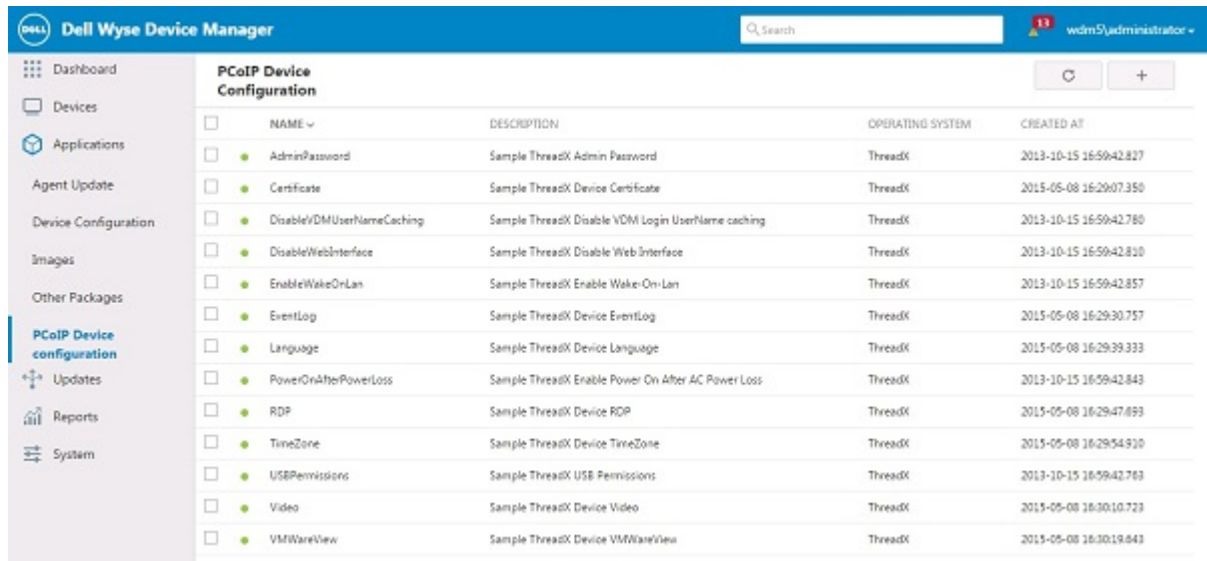 DELL Dell Wyse Device Manager Search 13 wdm5\administrator
Dashboard
Devices
Applications
Agent Update
Device Configuration
Images
Other Packages
PCoIP Device
configuration
Updates
Reports
System
PCoIP Device
Configuration
NAME DESCRIPTION OPERATING SYSTEM CREATED AT
AdminPassword Sample ThreadX Admin Password ThreadX 2013-10-15 16:59:42.827
Certificate Sample ThreadX Device Certificate ThreadX 2015-05-08 16:29:07.350
DisableVDMUserNameCaching Sample ThreadX Disable VDM Login UserName caching ThreadX 2013-10-15 16:59:42.780
DisableWebInterface Sample ThreadX Disable Web Interface ThreadX 2013-10-15 16:59:42.810
EnableWakeOnLan Sample ThreadX Enable Wake-On-Lan ThreadX 2013-10-15 16:59:42.857
EventLog Sample ThreadX Device EventLog ThreadX 2015-05-08 16:29:30.757
Language Sample ThreadX Device Language ThreadX 2015-05-08 16:29:39.333
PowerOnAfterPowerLoss Sample ThreadX Enable Power On After AC Power Loss ThreadX 2013-10-15 16:59:42.843
RDP Sample ThreadX Device RDP ThreadX 2015-05-08 16:29:47.693
TimeZone Sample ThreadX Device TimeZone ThreadX 2015-05-08 16:29:54.910
USBPermissions Sample ThreadX USB Permissions ThreadX 2013-10-15 16:59:42.763
Video Sample ThreadX Device Video ThreadX 2015-05-08 16:30:10.723
VMWareView Sample ThreadX Device VMWareView ThreadX 2015-05-08 16:30:19.643